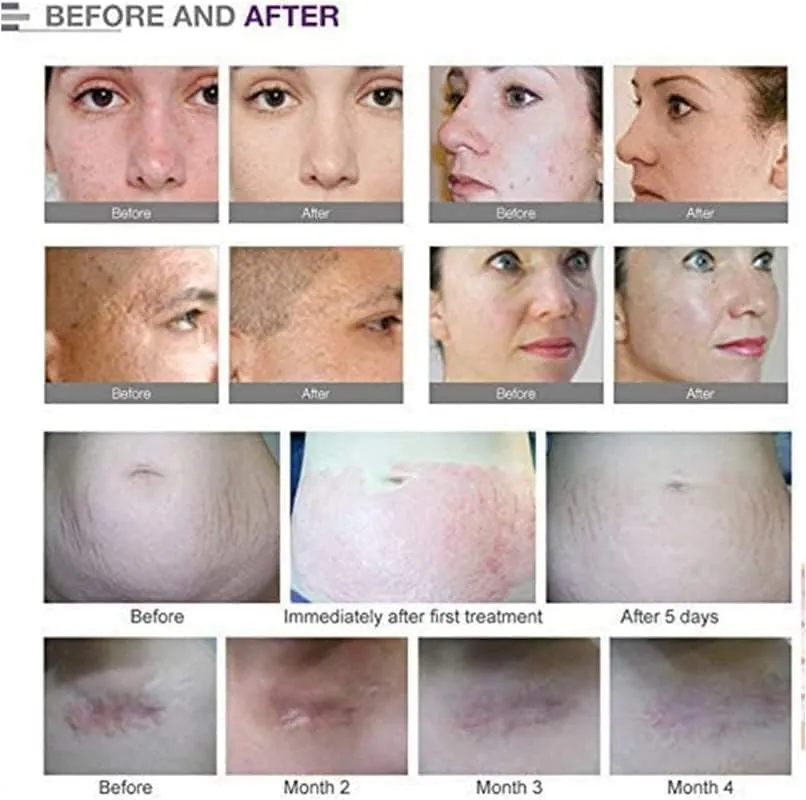 BEFORE AND AFTER
Before After Before After
Before After Before After
Before Immediately after first treatment After 5 days
Before Month 2 Month 3 Month 4